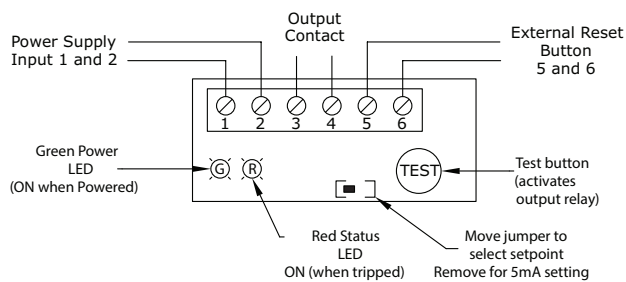 Power Supply
Input 1 and 2
Output
Contact
External Reset
Button
5 and 6
1 2 3 4 5 6
Green Power
LED
(ON when Powered)
G R
TEST
Test button
(activates
output relay)
Red Status
LED
ON (when tripped)
Move jumper to
select setpoint
Remove for 5mA setting